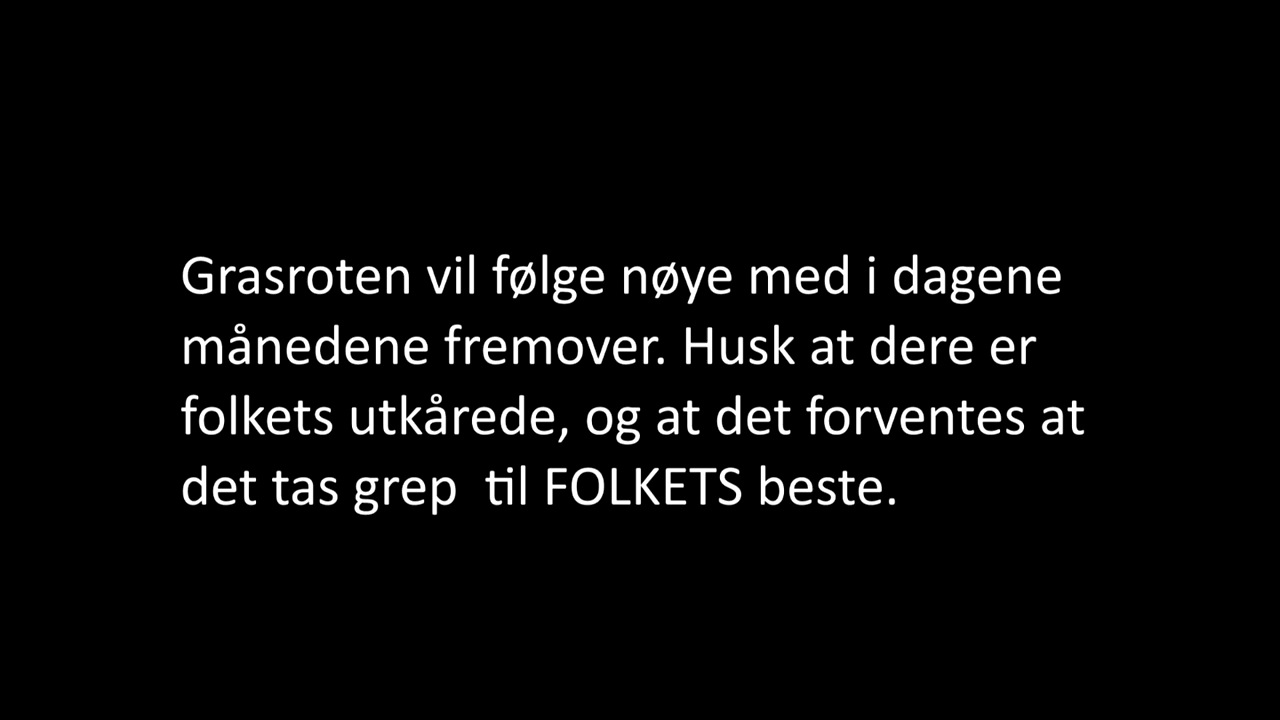 Grasroten vil følge nøye med i dagene
månedene fremover. Husk at dere er
folkets utkårede, og at det forventes at
det tas grep  til FOLKETS beste.